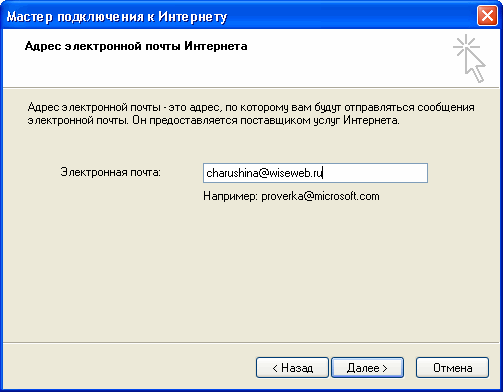 Мастер подключения к Интернету
Адрес электронной почты Интернета
Адрес электронной почты - это адрес, по которому вам будут отправляться сообщения
электронной почты. Он предоставляется поставщиком услуг Интернета.
Электронная почта: charushina@wiseweb.ru
Например: proverka@microsoft.com
< Назад Далее > Отмена